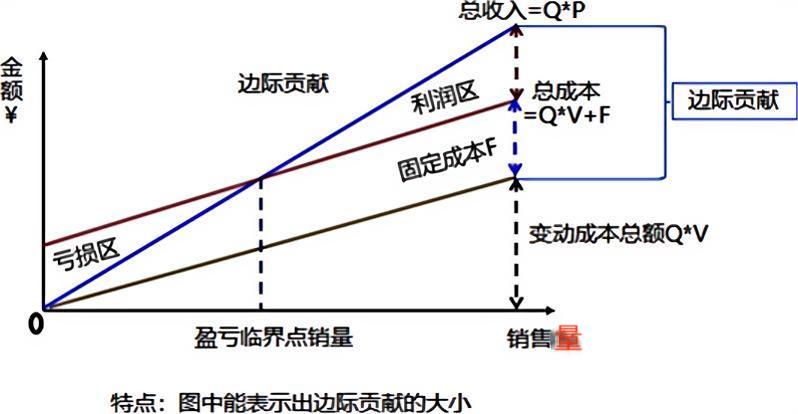 总收入=Q*P
金额¥
边际贡献
利润区
总成本
=Q*V+F
边际贡献
固定成本F
亏损区
变动成本总额Q*V
0
盈亏临界点销量
销售量
特点：图中能表示出边际贡献的大小